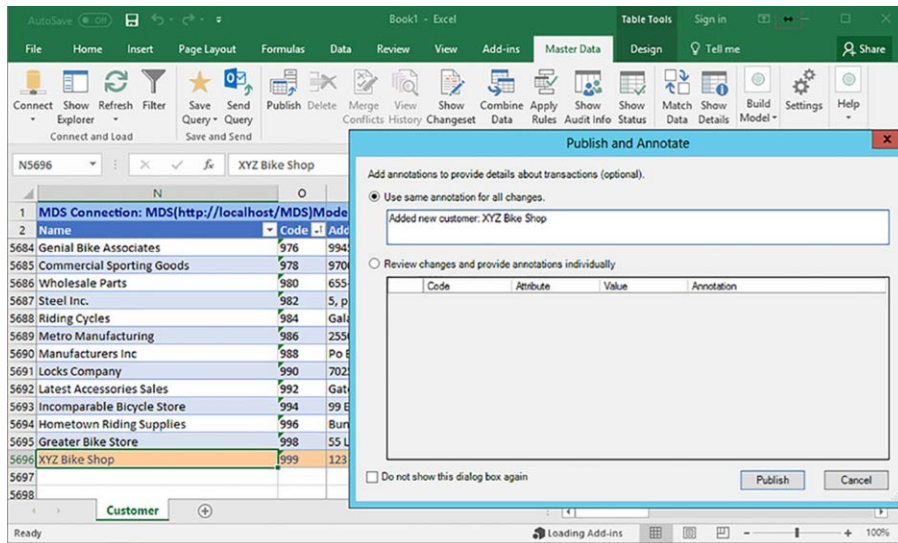 AutoSave Off Book1 - Excel Table Tools Sign in
File Home Insert Page Layout Formulas Data Review View Add-ins Master Data Design Tell me Share
Connect Show Explorer Refresh Filter Save Query Send Query Publish Delete Merge Conflicts View History Show Changeset Combine Data Apply Rules Show Audit Info Show Status Match Data Show Details Build Model Settings Help
Connect and Load Save and Send
Publish and Annotate
N5696 fx XYZ Bike Shop
N O
1 MDS Connection: MDS(http://localhost/MDS)Mode
2 Name Code Add
5684 Genial Bike Associates 976 994
5685 Commercial Sporting Goods 978 970
5686 Wholesale Parts 980 655-
5687 Steel Inc. 982 5, p
5688 Riding Cycles 984 Gala
5689 Metro Manufacturing 986 255
5690 Manufacturers Inc 988 Po
5691 Locks Company 990 702
5692 Latest Accessories Sales 992 Gat
5693 Incomparable Bicycle Store 994 99 E
5694 Hometown Riding Supplies 996 Bun
5695 Greater Bike Store 998 55 L
5696 XYZ Bike Shop 999 123
5697
5698
Add annotations to provide details about transactions (optional).
Use same annotation for all changes.
Added new customer: XYZ Bike Shop
Review changes and provide annotations individually
Code Attribute Value Annotation
Do not show this dialog box again
Publish Cancel
Customer
Ready Loading Add-ins 100%